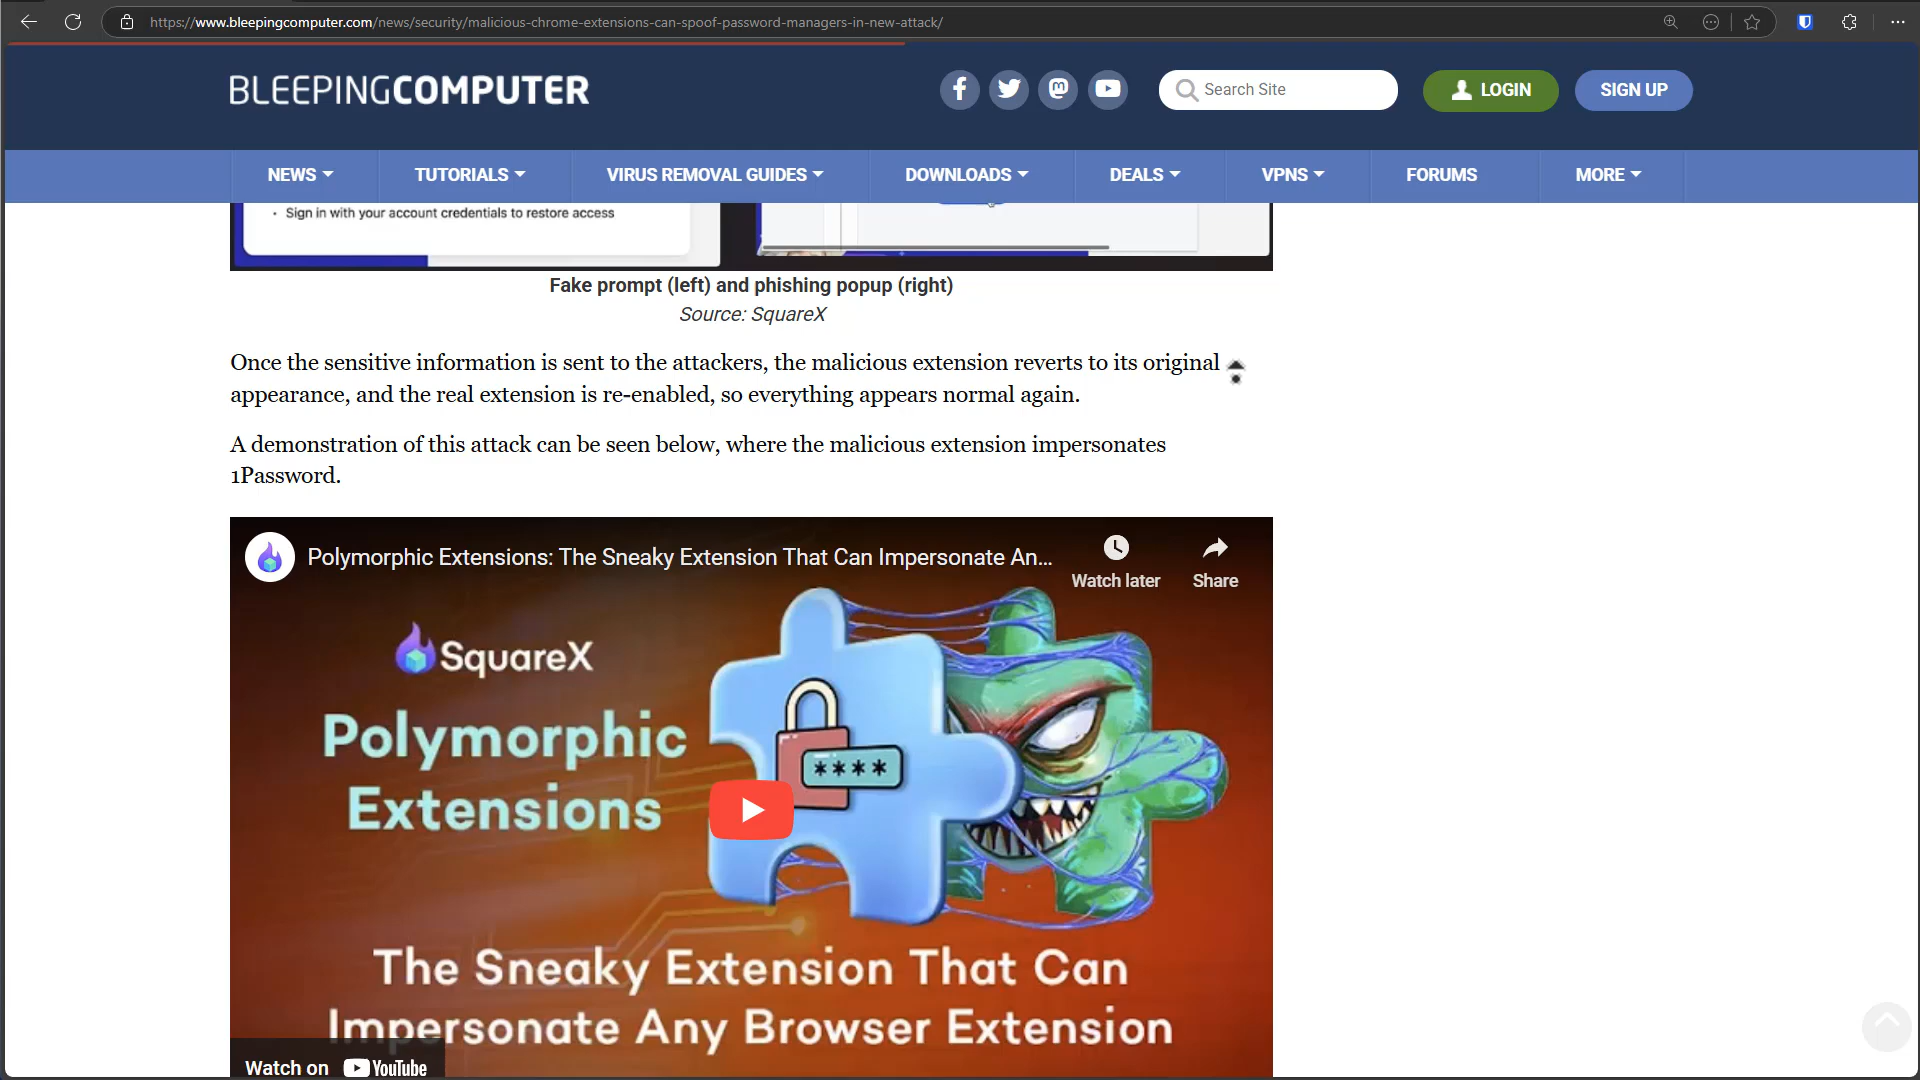 https://www.bleepingcomputer.com/news/security/malicious-chrome-extensions-can-spoof-password-managers-in-new-attack/
BLEEPINGCOMPUTER
Search Site
LOGIN
SIGN UP
NEWS
TUTORIALS
VIRUS REMOVAL GUIDES
DOWNLOADS
DEALS
VPNS
FORUMS
MORE
· Sign in with your account credentials to restore access
Fake prompt (left) and phishing popup (right)
Source: SquareX
Once the sensitive information is sent to the attackers, the malicious extension reverts to its original
appearance, and the real extension is re-enabled, so everything appears normal again.
A demonstration of this attack can be seen below, where the malicious extension impersonates
1Password.
Polymorphic Extensions: The Sneaky Extension That Can Impersonate An...
Watch later
Share
SquareX
Polymorphic
Extensions
****
The Sneaky Extension That Can
Impersonate Any Browser Extension
Watch on YouTube